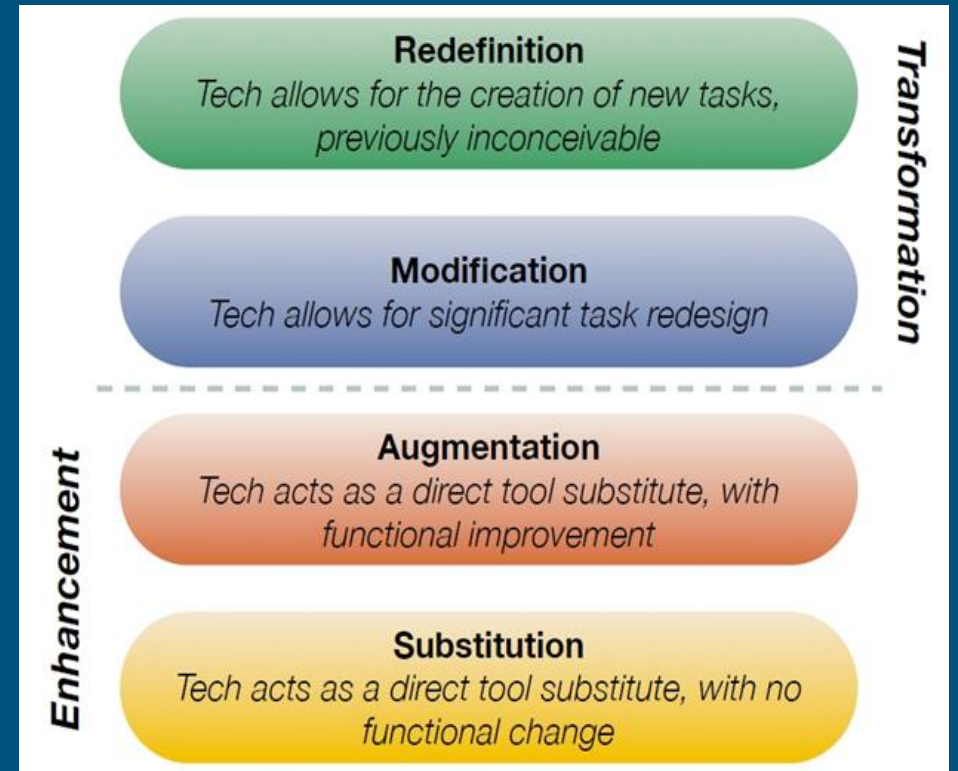 Redefinition
Tech allows for the creation of new tasks,
previously inconceivable
Transformation
Modification
Tech allows for significant task redesign
Augmentation
Tech acts as a direct tool substitute, with
functional improvement
Enhancement
Substitution
Tech acts as a direct tool substitute, with no
functional change